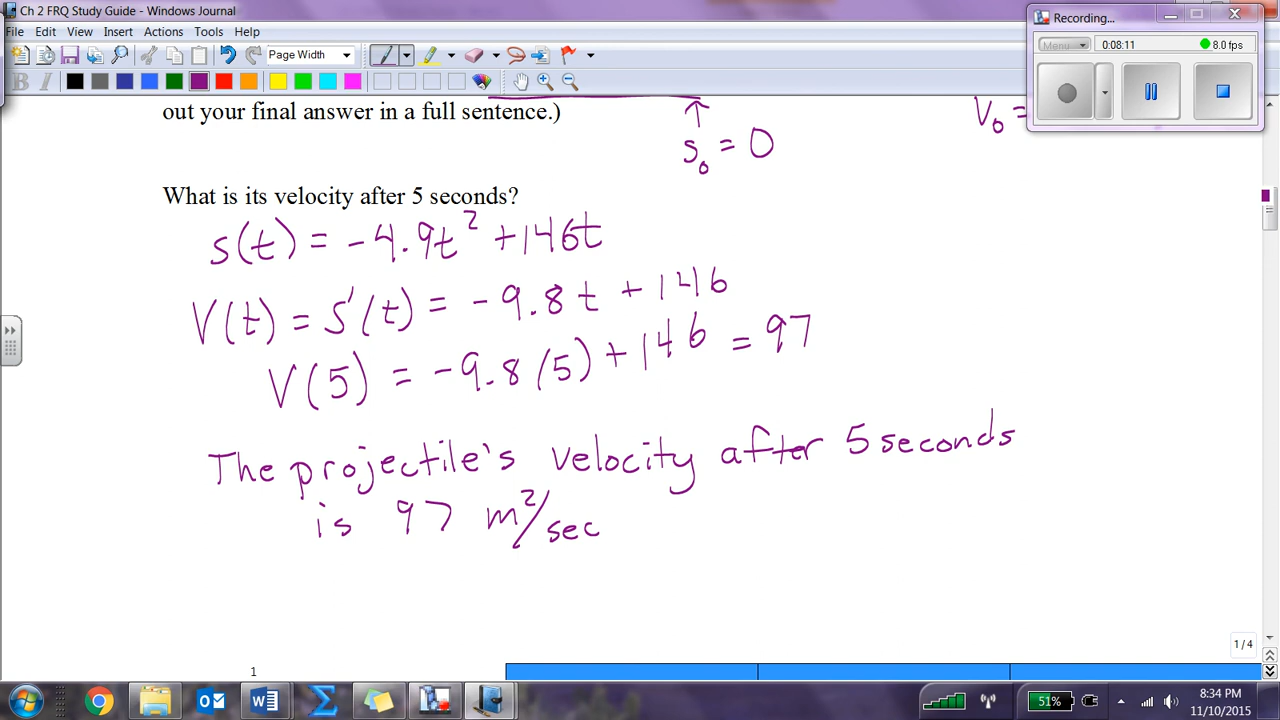 Ch 2 FRQ Study Guide - Windows Journal
Recording...
File Edit View Insert Actions Tools Help
Menu 0:08:11 8.0 fps
Page Width
B I
out your final answer in a full sentence.)
V₀ =
s₀ = 0
What is its velocity after 5 seconds?
s(t) = -4.9t² +146t
V(t) = S'(t) = -9.8t + 146
V(5) = -9.8(5) + 146 = 97
The projectile's velocity after 5 seconds
is 97 m²/sec
1 / 4
1
51%
8:34 PM
11/10/2015